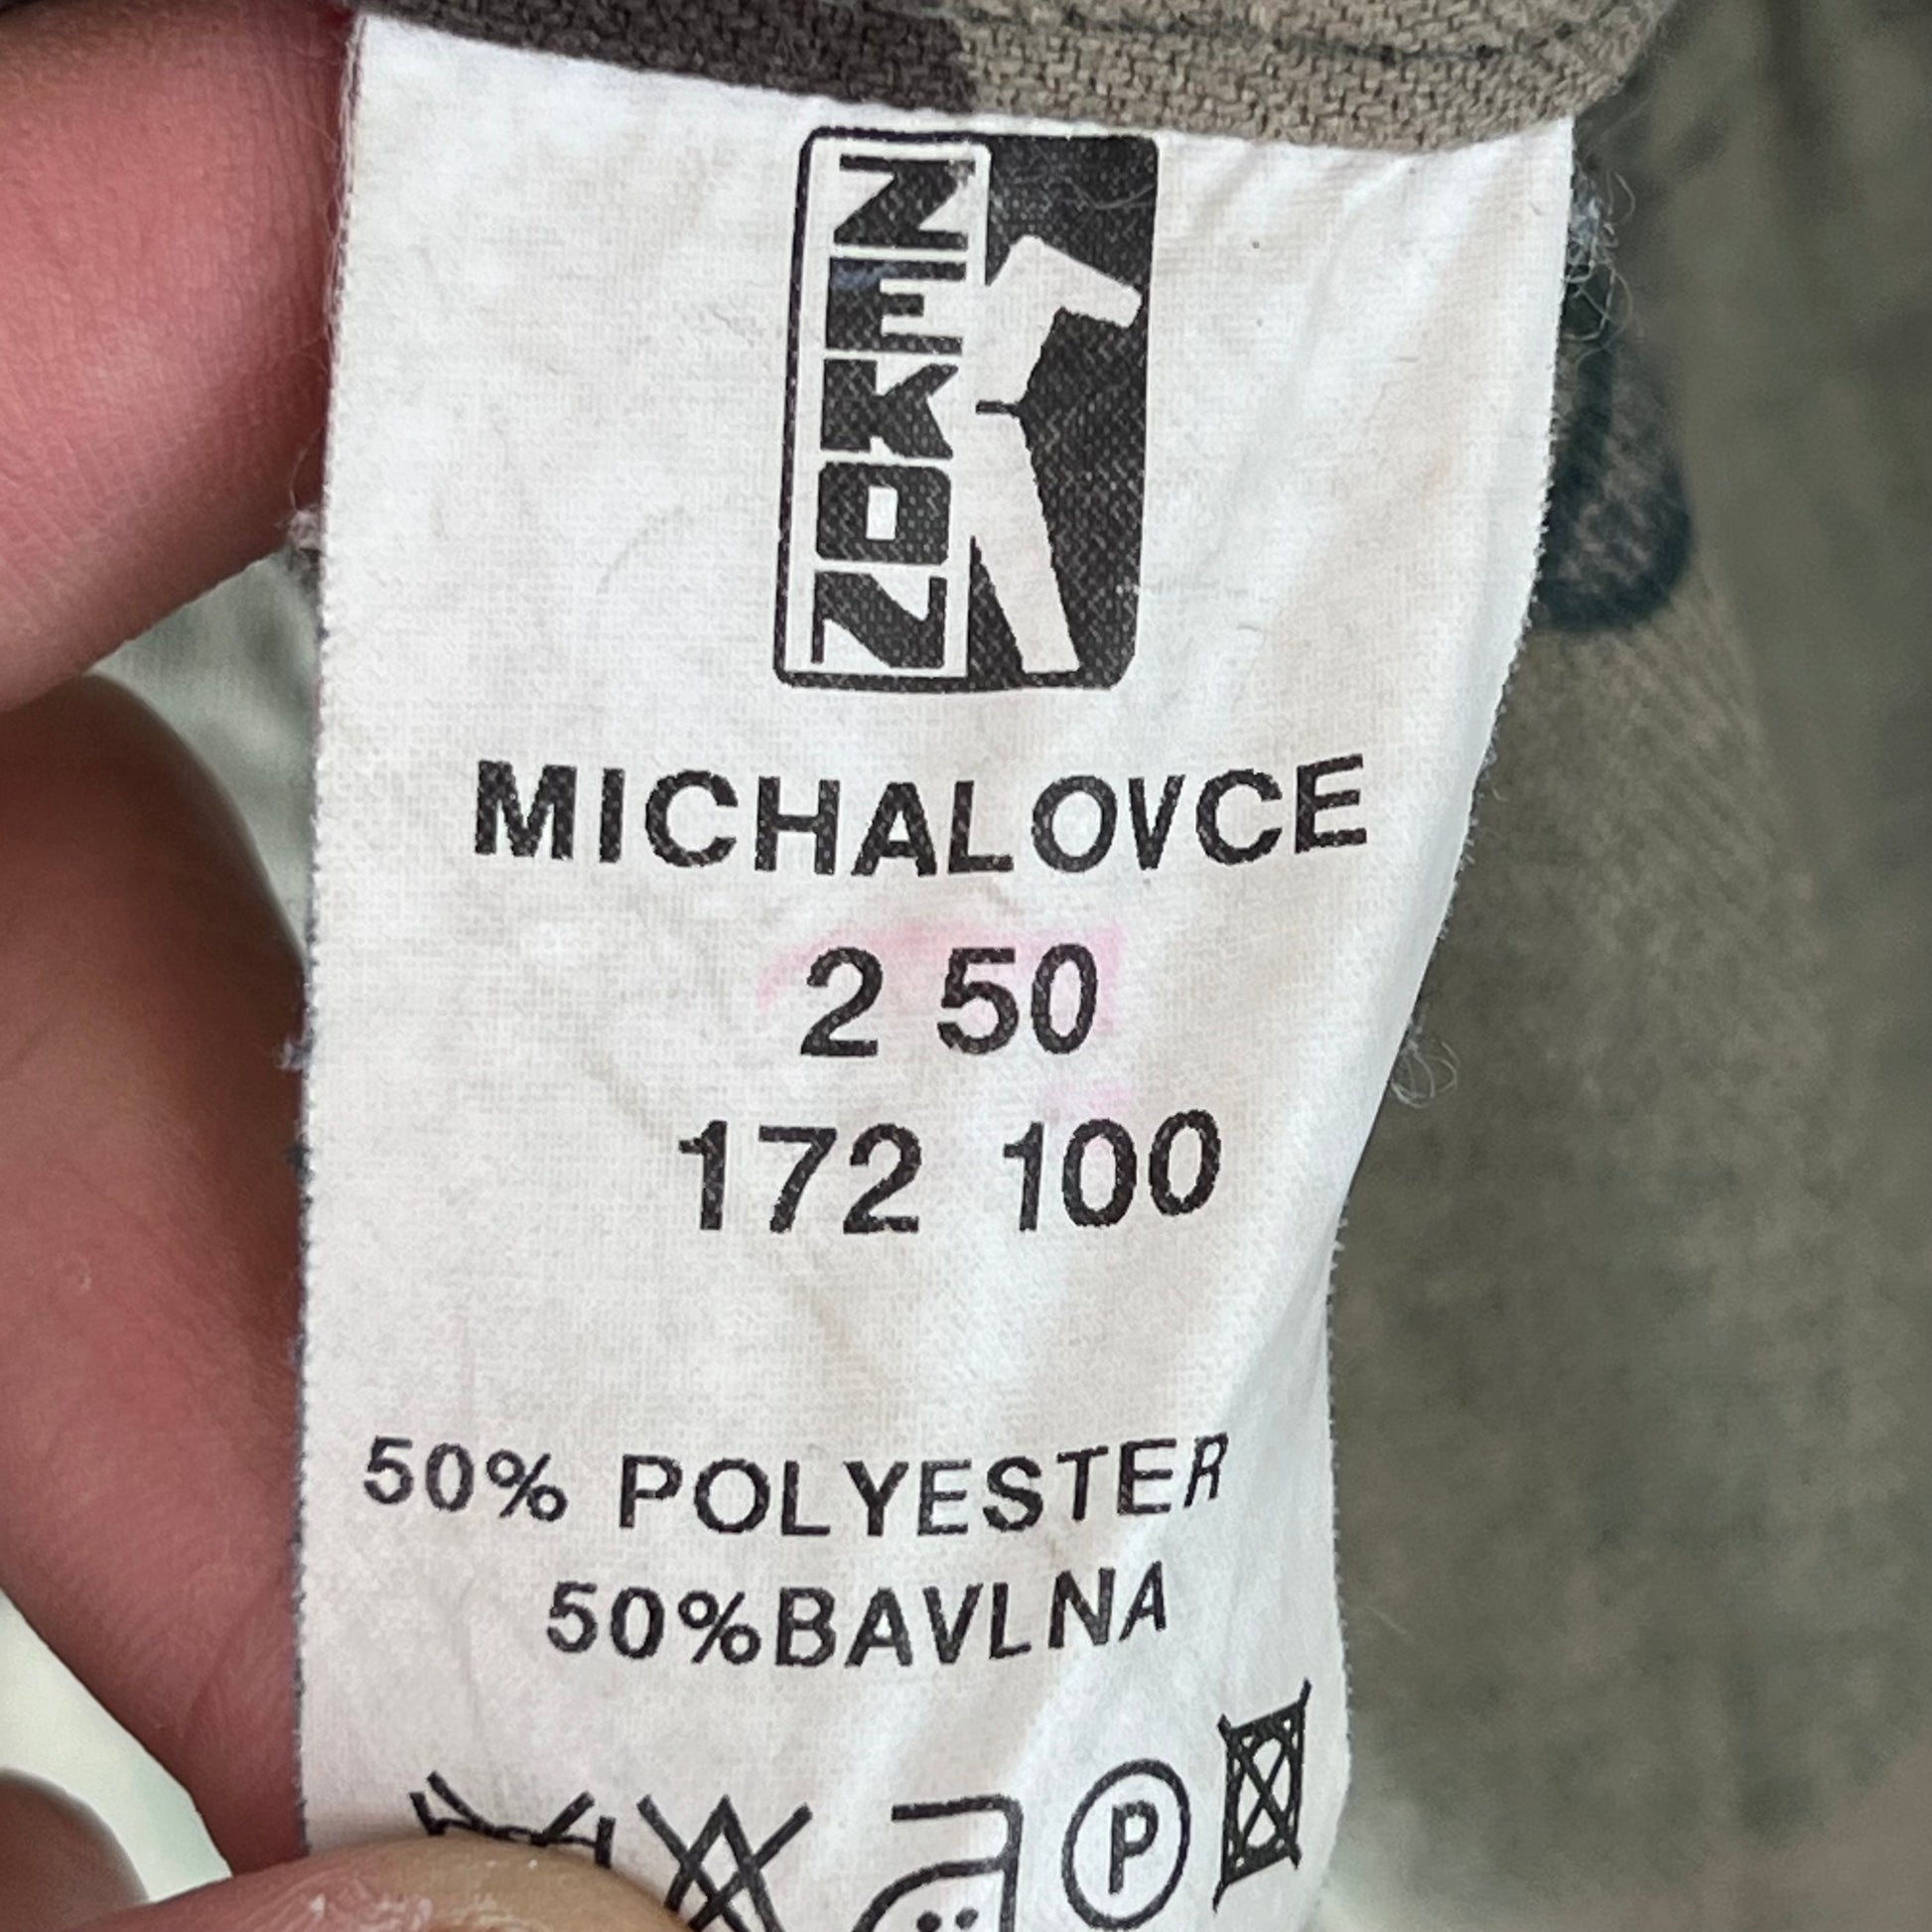 ZEKON
MICHALOVCE
2 50
172 100
50% POLYESTER
50%BAVLNA
P